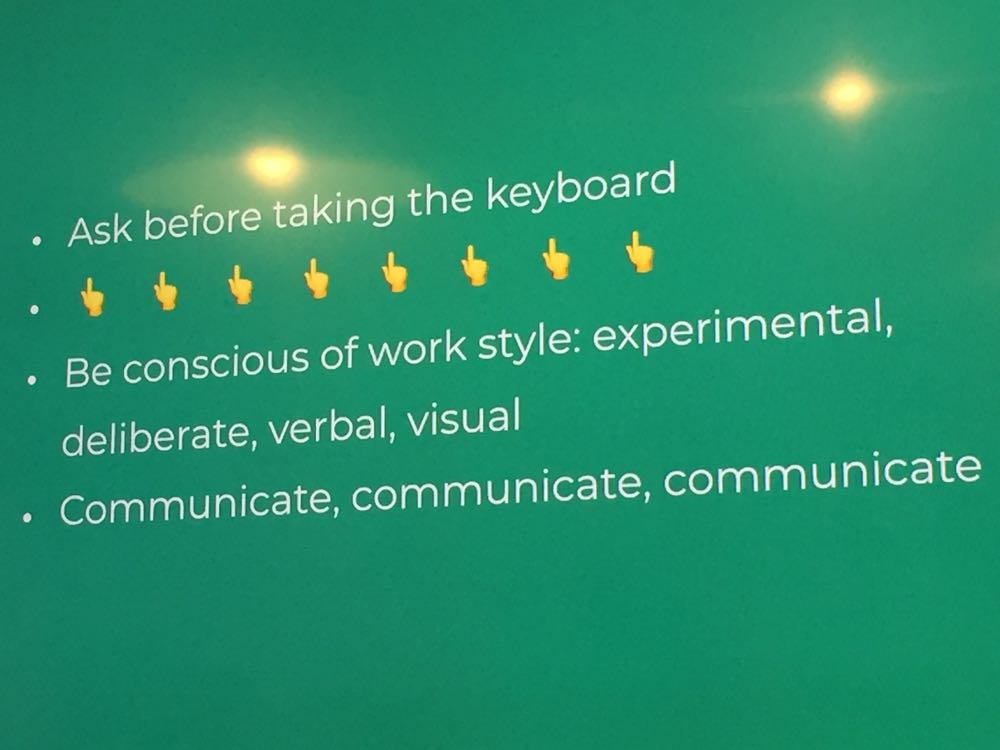 • Ask before taking the keyboard
• 👆 👆 👆 👆 👆 👆 👆 👆
• Be conscious of work style: experimental,
deliberate, verbal, visual
• Communicate, communicate, communicate